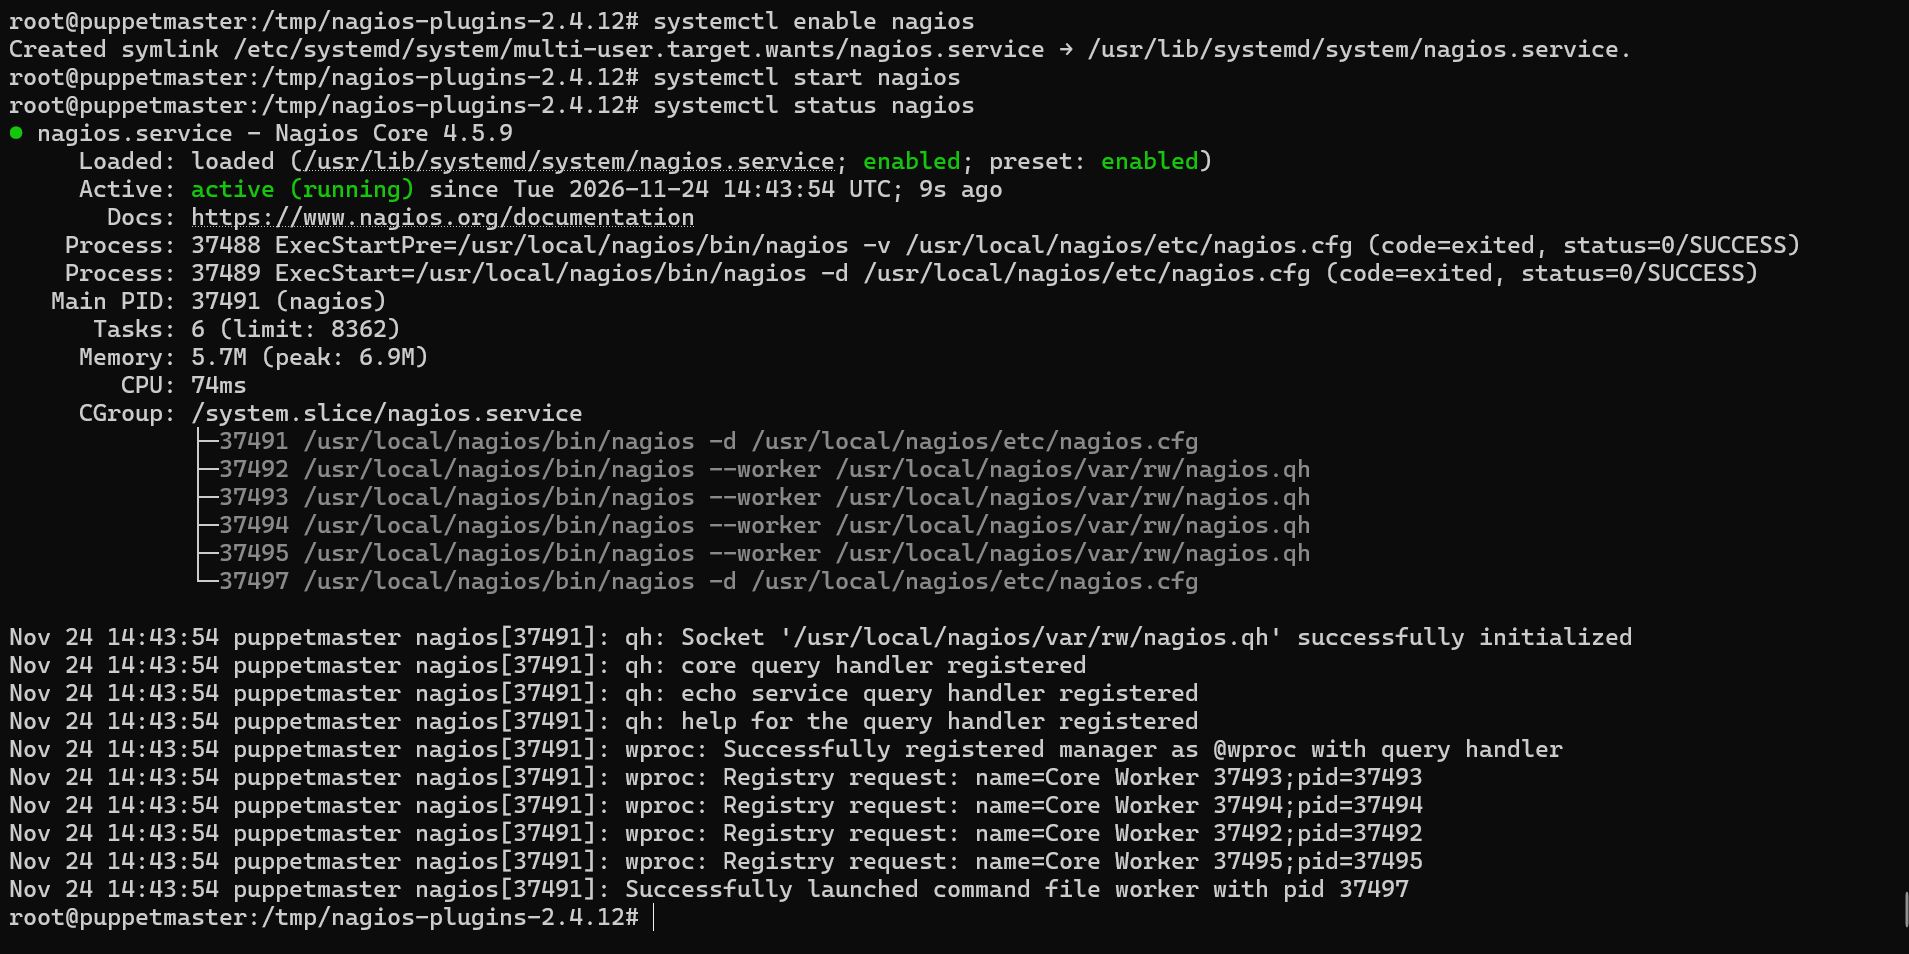 root@puppetmaster:/tmp/nagios-plugins-2.4.12# systemctl enable nagios
Created symlink /etc/systemd/system/multi-user.target.wants/nagios.service → /usr/lib/systemd/system/nagios.service.
root@puppetmaster:/tmp/nagios-plugins-2.4.12# systemctl start nagios
root@puppetmaster:/tmp/nagios-plugins-2.4.12# systemctl status nagios
● nagios.service - Nagios Core 4.5.9
     Loaded: loaded (/usr/lib/systemd/system/nagios.service; enabled; preset: enabled)
     Active: active (running) since Tue 2026-11-24 14:43:54 UTC; 9s ago
       Docs: https://www.nagios.org/documentation
    Process: 37488 ExecStartPre=/usr/local/nagios/bin/nagios -v /usr/local/nagios/etc/nagios.cfg (code=exited, status=0/SUCCESS)
    Process: 37489 ExecStart=/usr/local/nagios/bin/nagios -d /usr/local/nagios/etc/nagios.cfg (code=exited, status=0/SUCCESS)
   Main PID: 37491 (nagios)
      Tasks: 6 (limit: 8362)
     Memory: 5.7M (peak: 6.9M)
        CPU: 74ms
     CGroup: /system.slice/nagios.service
             ├─37491 /usr/local/nagios/bin/nagios -d /usr/local/nagios/etc/nagios.cfg
             ├─37492 /usr/local/nagios/bin/nagios --worker /usr/local/nagios/var/rw/nagios.qh
             ├─37493 /usr/local/nagios/bin/nagios --worker /usr/local/nagios/var/rw/nagios.qh
             ├─37494 /usr/local/nagios/bin/nagios --worker /usr/local/nagios/var/rw/nagios.qh
             ├─37495 /usr/local/nagios/bin/nagios --worker /usr/local/nagios/var/rw/nagios.qh
             └─37497 /usr/local/nagios/bin/nagios -d /usr/local/nagios/etc/nagios.cfg

Nov 24 14:43:54 puppetmaster nagios[37491]: qh: Socket '/usr/local/nagios/var/rw/nagios.qh' successfully initialized
Nov 24 14:43:54 puppetmaster nagios[37491]: qh: core query handler registered
Nov 24 14:43:54 puppetmaster nagios[37491]: qh: echo service query handler registered
Nov 24 14:43:54 puppetmaster nagios[37491]: qh: help for the query handler registered
Nov 24 14:43:54 puppetmaster nagios[37491]: wproc: Successfully registered manager as @wproc with query handler
Nov 24 14:43:54 puppetmaster nagios[37491]: wproc: Registry request: name=Core Worker 37493;pid=37493
Nov 24 14:43:54 puppetmaster nagios[37491]: wproc: Registry request: name=Core Worker 37494;pid=37494
Nov 24 14:43:54 puppetmaster nagios[37491]: wproc: Registry request: name=Core Worker 37492;pid=37492
Nov 24 14:43:54 puppetmaster nagios[37491]: wproc: Registry request: name=Core Worker 37495;pid=37495
Nov 24 14:43:54 puppetmaster nagios[37491]: Successfully launched command file worker with pid 37497
root@puppetmaster:/tmp/nagios-plugins-2.4.12#